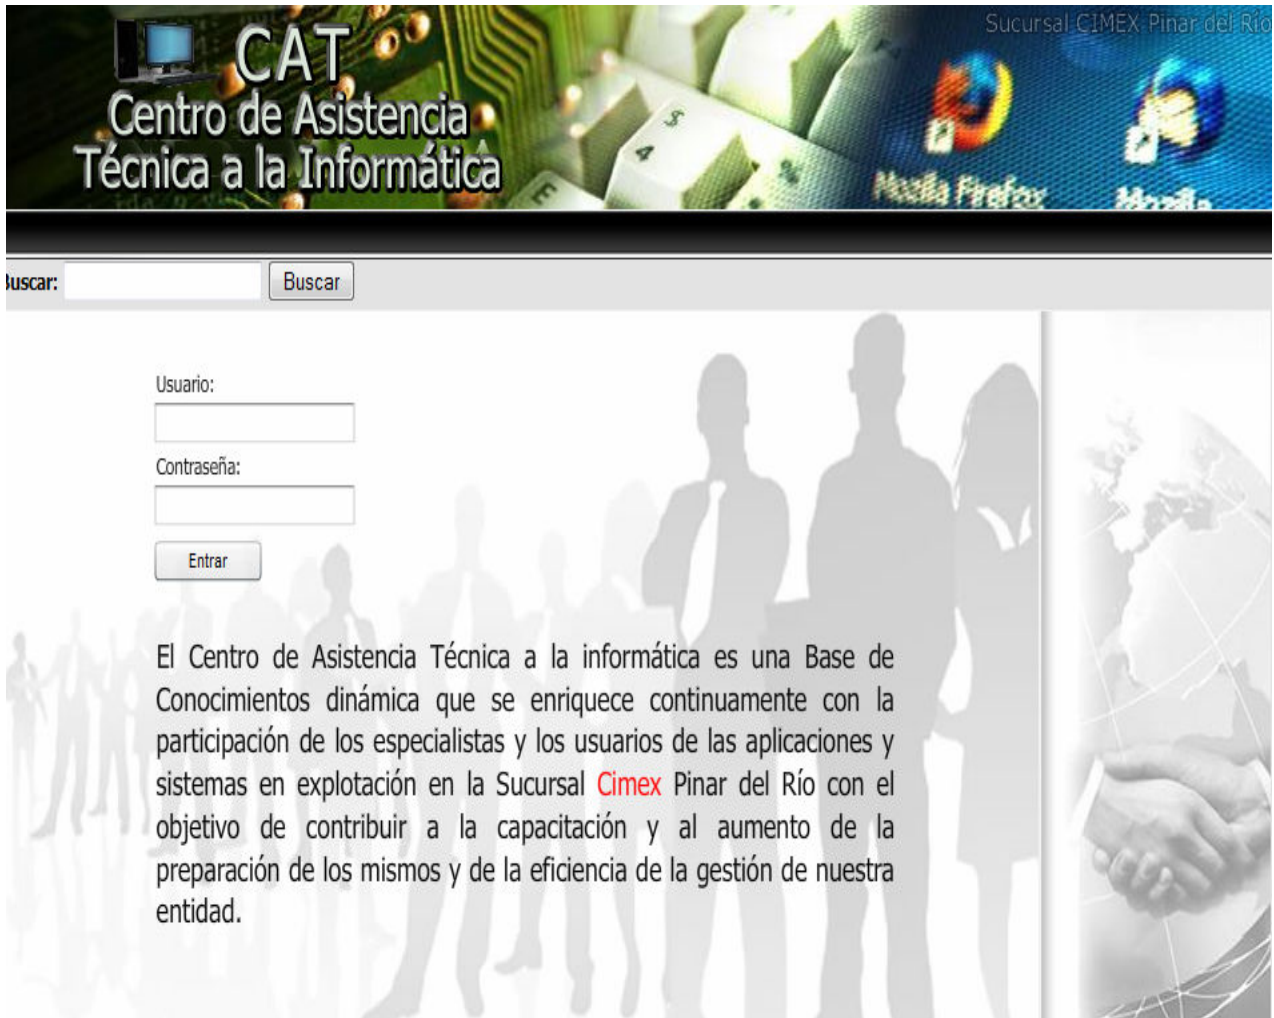 Sucursal CIMEX Pinar del Río
CAT
Centro de Asistencia
Técnica a la Informática
$
4
E
Mozilla Firefox
Mozilla
Buscar:
Buscar
Usuario:
Contraseña:
Entrar
El Centro de Asistencia Técnica a la informática es una Base de
Conocimientos dinámica que se enriquece continuamente con la
participación de los especialistas y los usuarios de las aplicaciones y
sistemas en explotación en la Sucursal Cimex Pinar del Río con el
objetivo de contribuir a la capacitación y al aumento de la
preparación de los mismos y de la eficiencia de la gestión de nuestra
entidad.